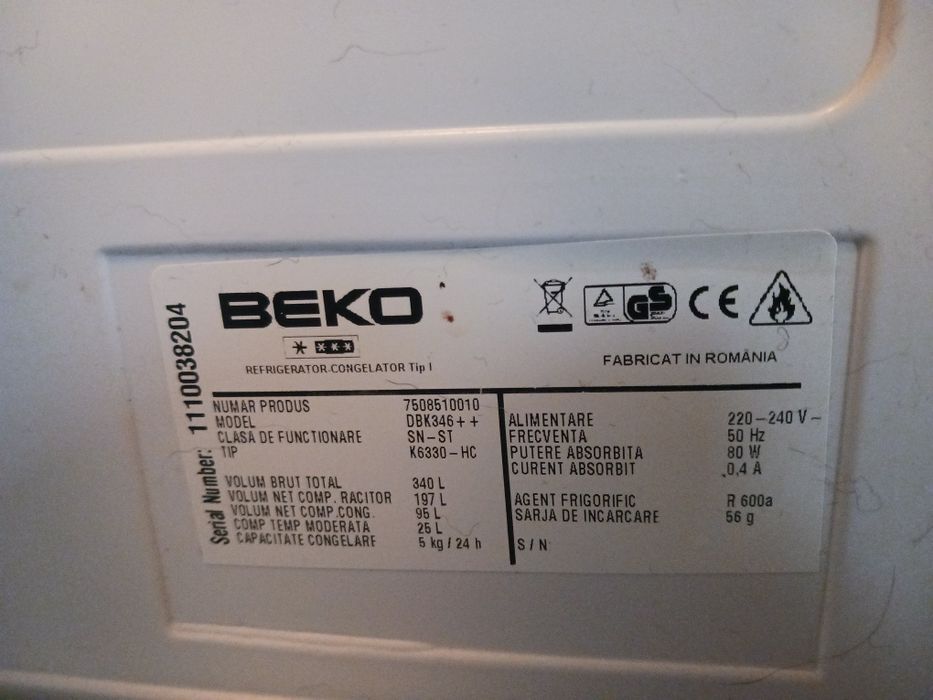 Serial Number: 1110038204
BEKO
REFRIGERATOR-CONGELATOR Tip I
GS
CE
FABRICAT IN ROMÂNIA
NUMAR PRODUS 7508510010
MODEL DBK346++
CLASA DE FUNCTIONARE SN-ST
TIP K6330-HC
VOLUM BRUT TOTAL 340 L
VOLUM NET COMP. RACITOR 197 L
VOLUM NET COMP.CONG. 95 L
COMP TEMP MODERATA 25 L
CAPACITATE CONGELARE 5 kg / 24 h
ALIMENTARE 220-240 V~
FRECVENTA 50 Hz
PUTERE ABSORBITA 80 W
CURENT ABSORBIT 0,4 A
AGENT FRIGORIFIC R 600a
SARJA DE INCARCARE 56 g
S / N